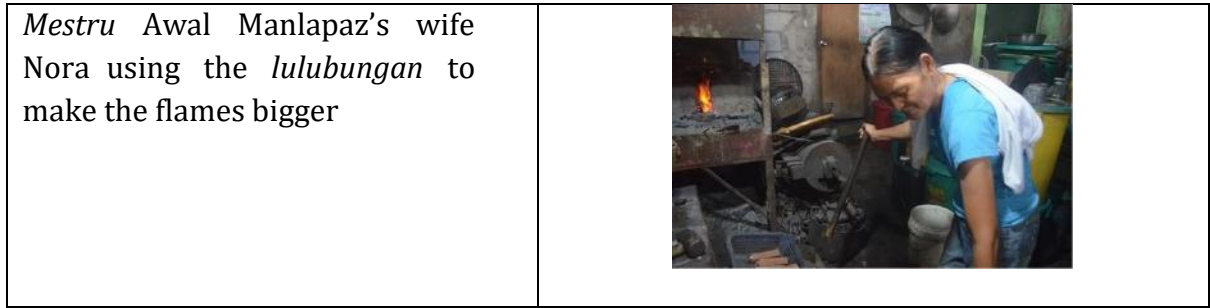 Mestru Awal Manlapaz’s wife
Nora using the lulubungan to
make the flames bigger